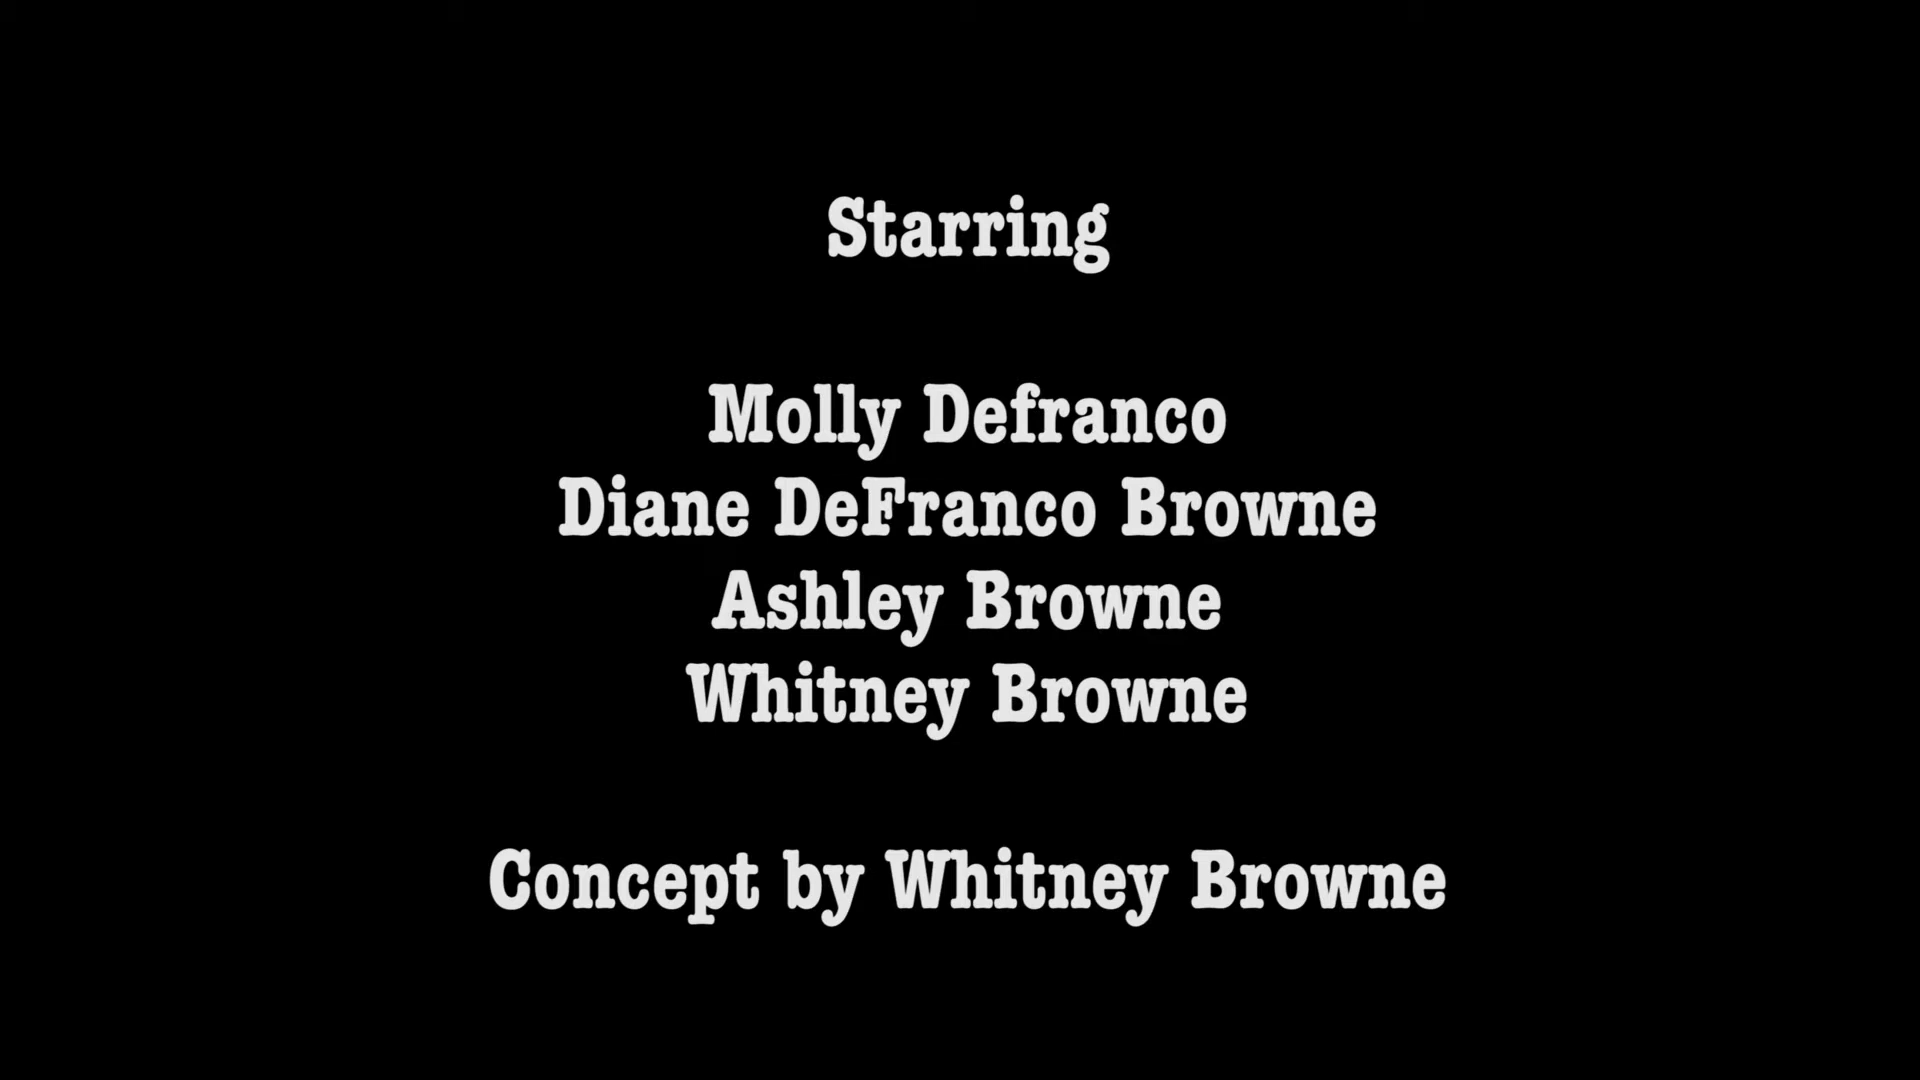 Starring
Molly Defranco
Diane DeFranco Browne
Ashley Browne
Whitney Browne
Concept by Whitney Browne